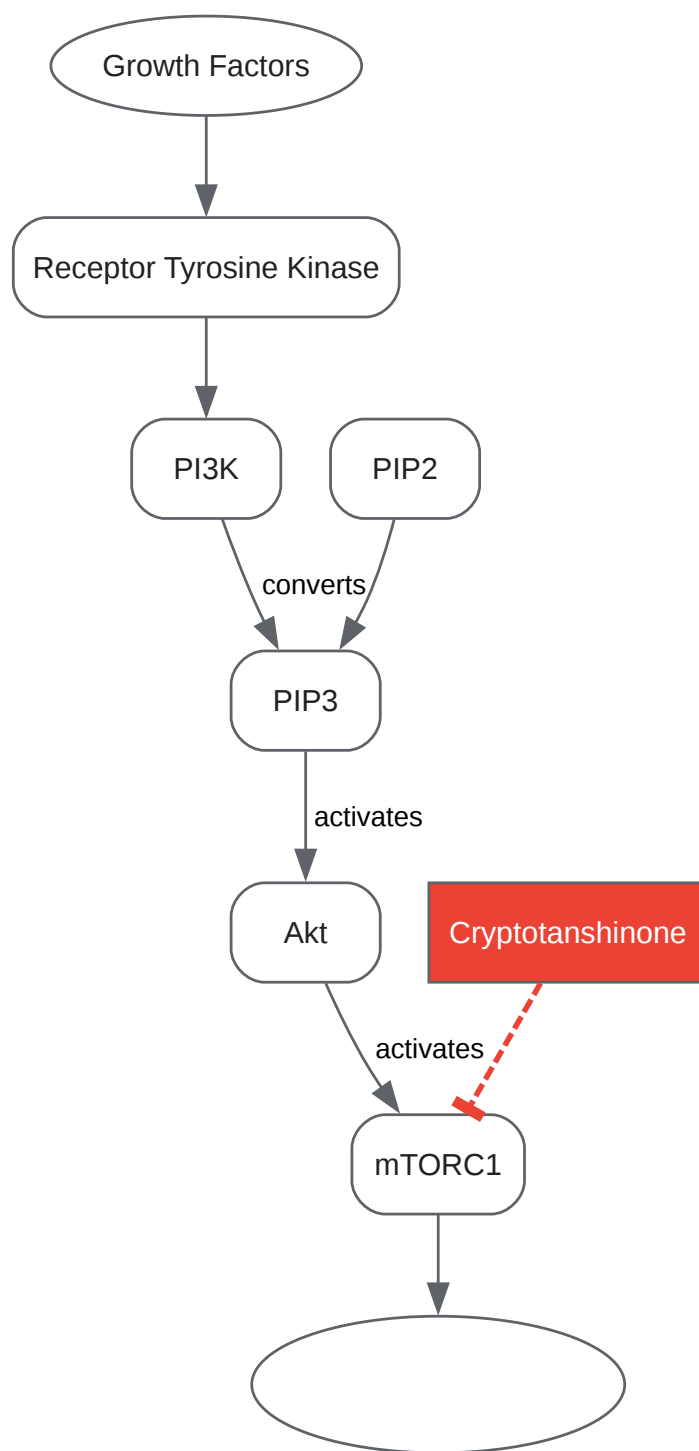 Growth Factors
Receptor Tyrosine Kinase
PI3K
PIP2
converts
PIP3
activates
Akt
Cryptotanshinone
activates
mTORC1